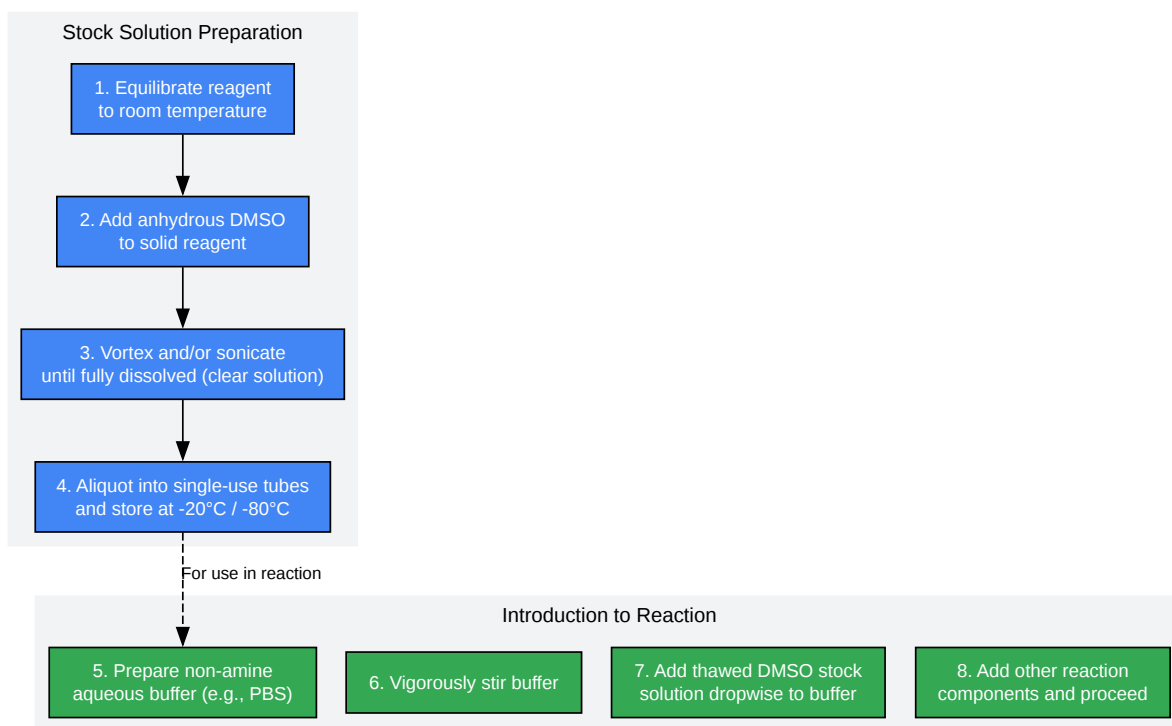 Stock Solution Preparation
1. Equilibrate reagent
to room temperature
2. Add anhydrous DMSO
to solid reagent
3. Vortex and/or sonicate
until fully dissolved (clear solution)
4. Aliquot into single-use tubes
and store at -20°C / -80°C
For use in reaction
Introduction to Reaction
5. Prepare non-amine
aqueous buffer (e.g., PBS)
6. Vigorously stir buffer
7. Add thawed DMSO stock
solution dropwise to buffer
8. Add other reaction
components and proceed